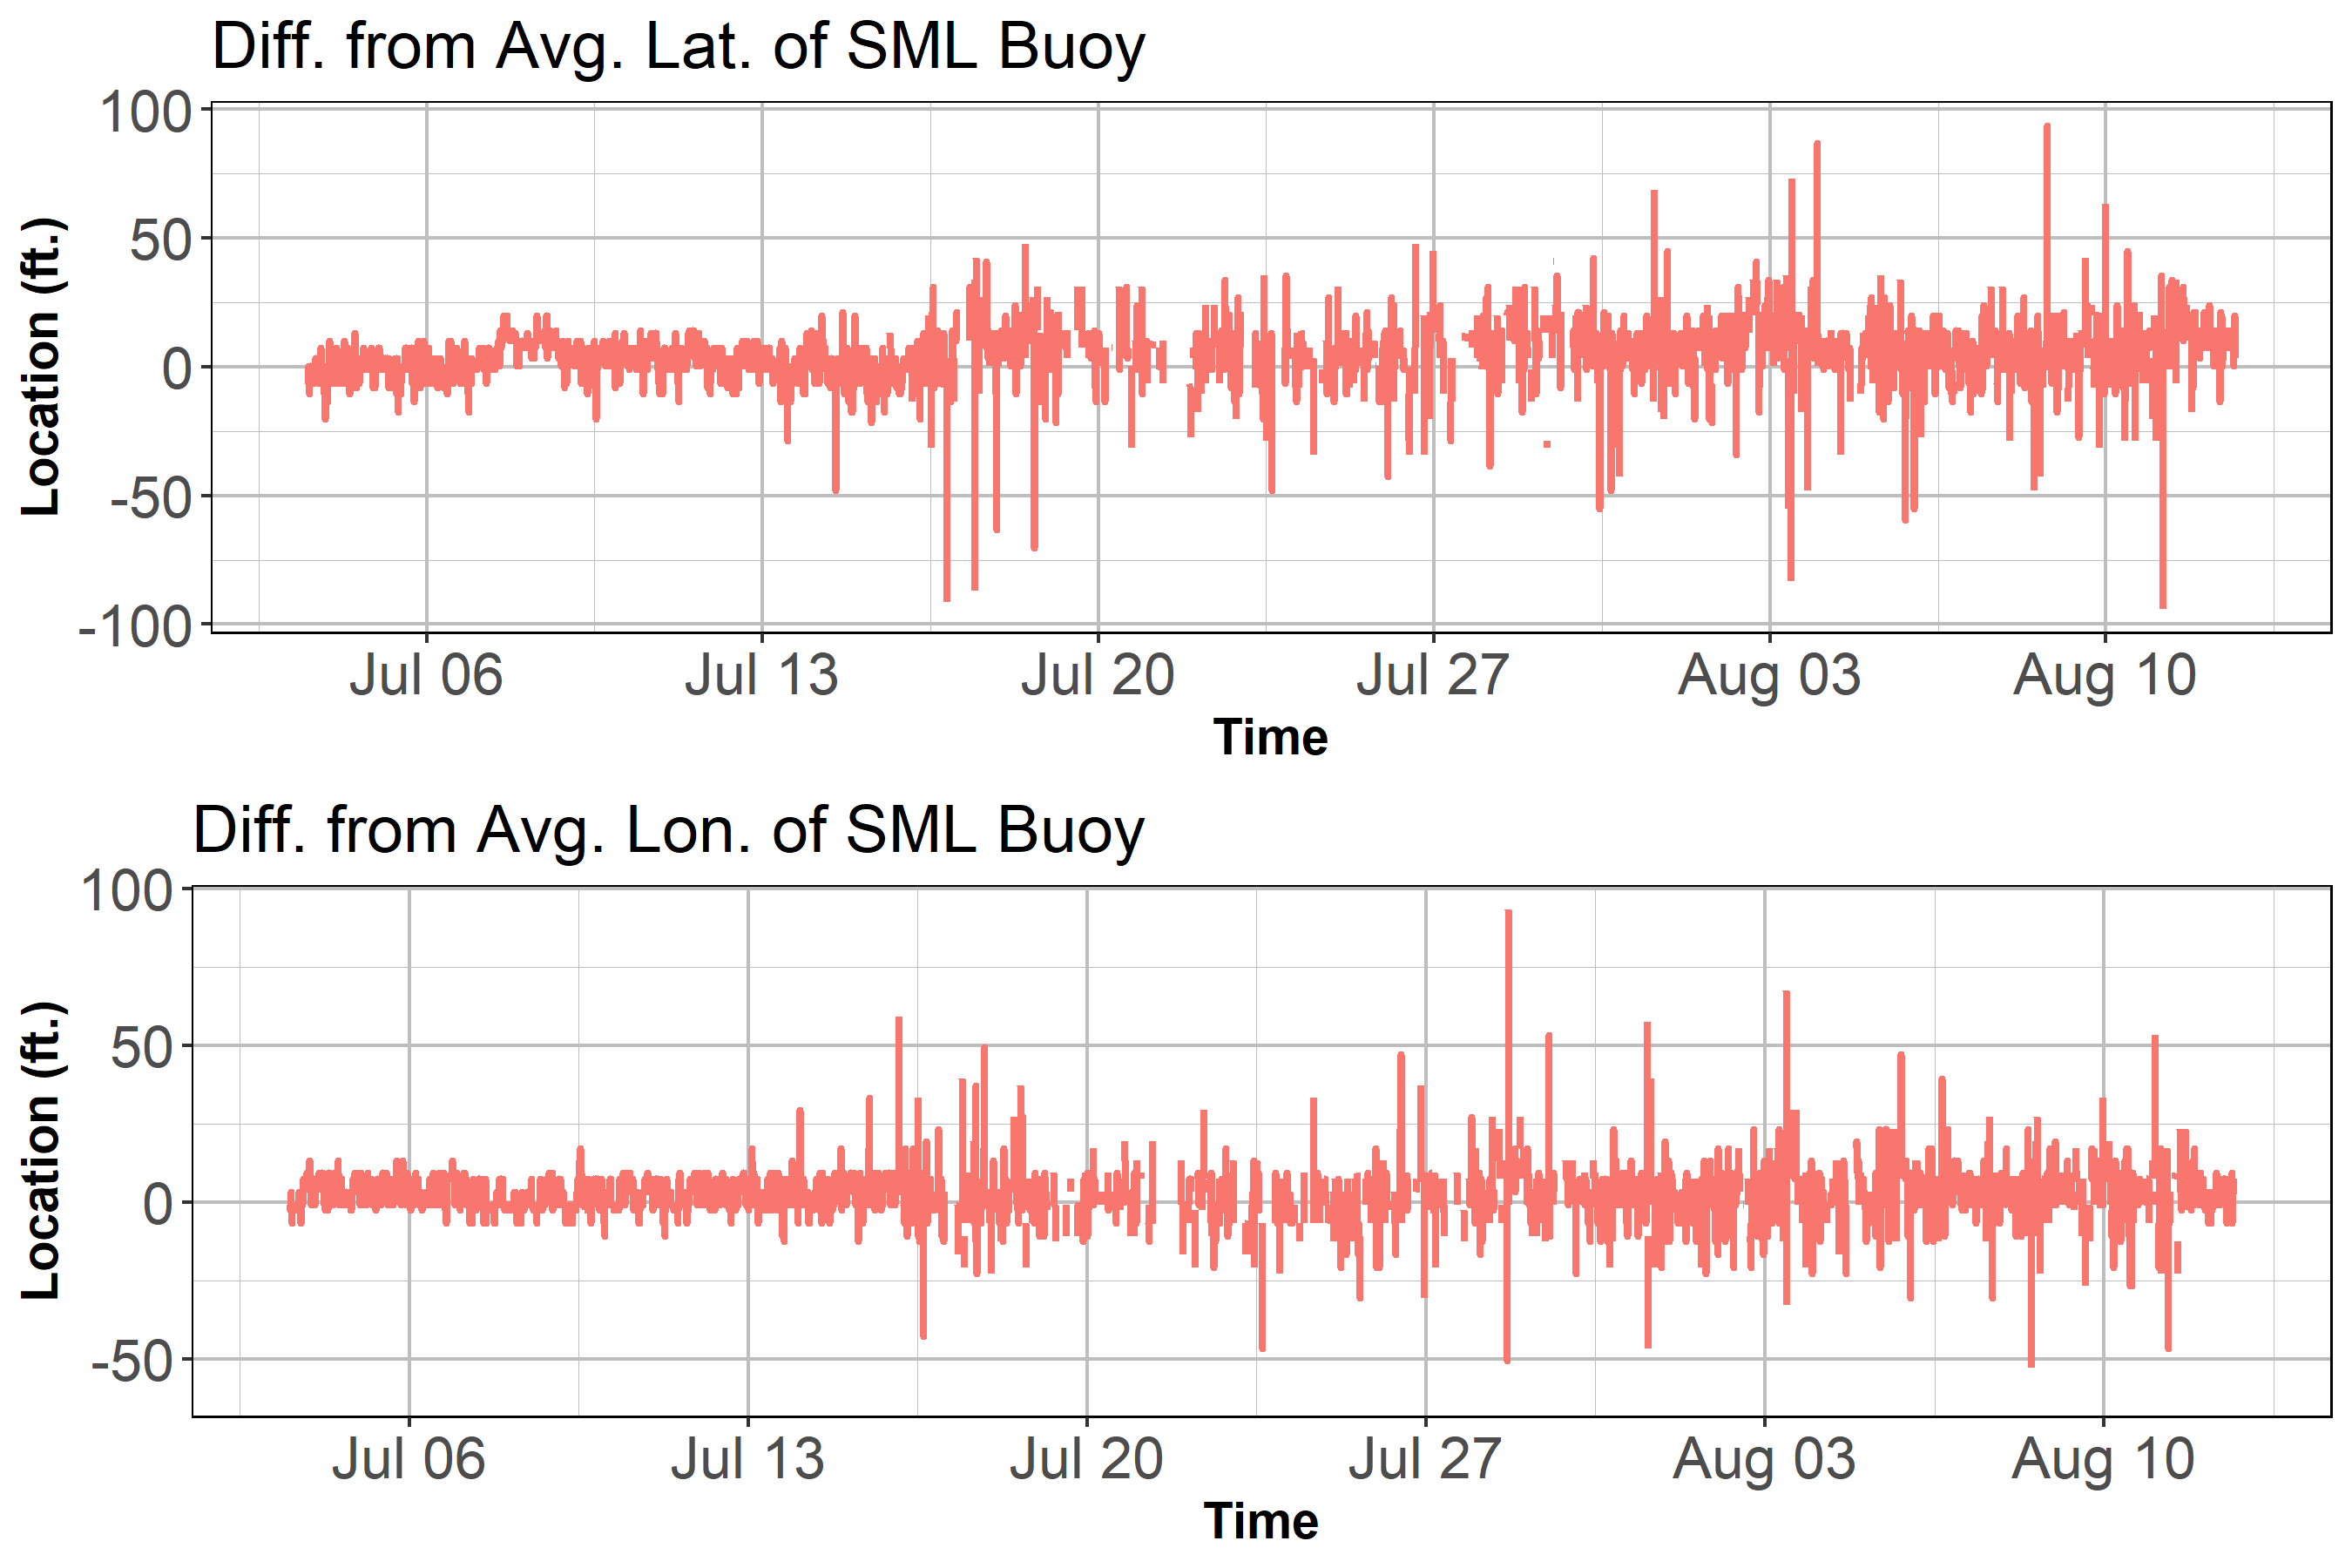 Diff. from Avg. Lat. of SML Buoy
Location (ft.)
100
50
0
-50
-100
Jul 06 Jul 13 Jul 20 Jul 27 Aug 03 Aug 10
Time
Diff. from Avg. Lon. of SML Buoy
Location (ft.)
100
50
0
-50
Jul 06 Jul 13 Jul 20 Jul 27 Aug 03 Aug 10
Time